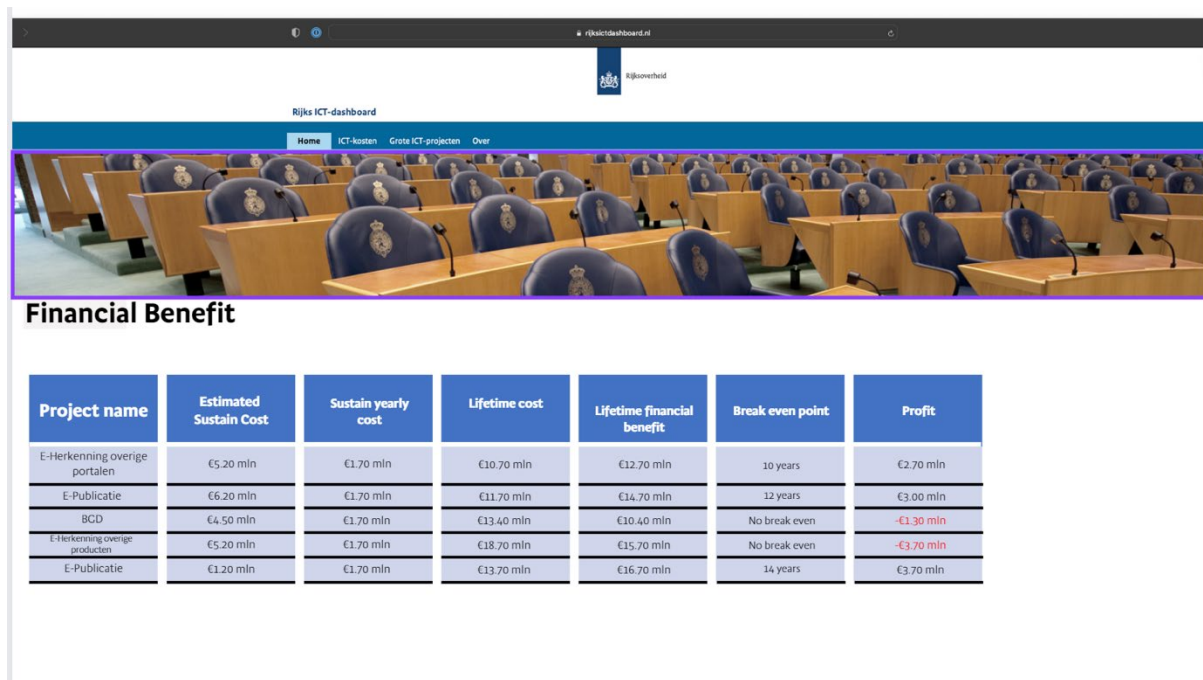 rijksictdashboard.nl
Rijksoverheid
Rijks ICT-dashboard
Home ICT-kosten Grote ICT-projecten Over
Financial Benefit
Project name
Estimated
Sustain Cost
Sustain yearly
cost
Lifetime cost
Lifetime financial
benefit
Break even point
Profit
E-Herkenning overige
portalen
€5.20 mln €1.70 mln €10.70 mln €12.70 mln 10 years €2.70 mln
E-Publicatie €6.20 mln €1.70 mln €11.70 mln €14.70 mln 12 years €3.00 mln
BGD €4.50 mln €1.70 mln €13.40 mln €10.40 mln No break even -€1.30 mln
E-Herkenning overige
producten
€5.20 mln €1.70 mln €18.70 mln €15.70 mln No break even -€3.70 mln
E-Publicatie €1.20 mln €1.70 mln €13.70 mln €16.70 mln 14 years €3.70 mln